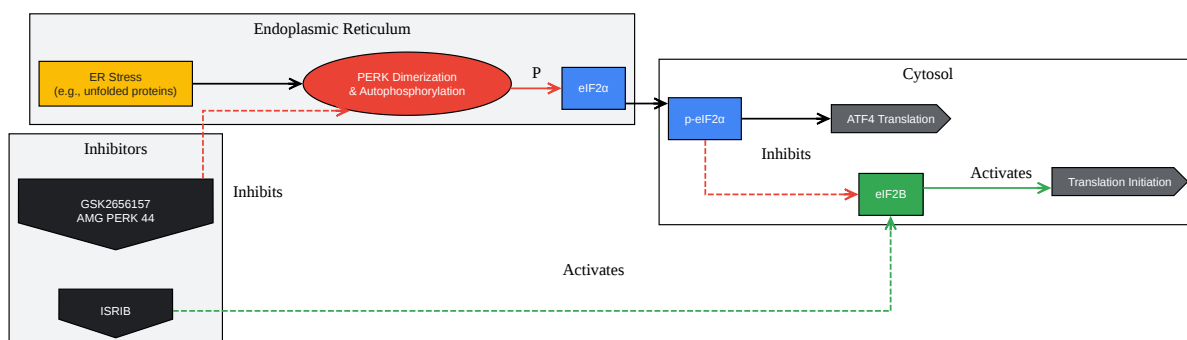 Endoplasmic Reticulum
ER Stress
(e.g., unfolded proteins)
PERK Dimerization
& Autophosphorylation
P
eIF2α
Cytosol
p-eIF2α
ATF4 Translation
Inhibits
eIF2B
Activates
Translation Initiation
Inhibitors
GSK2656157
AMG PERK 44
Inhibits
ISRIB
Activates